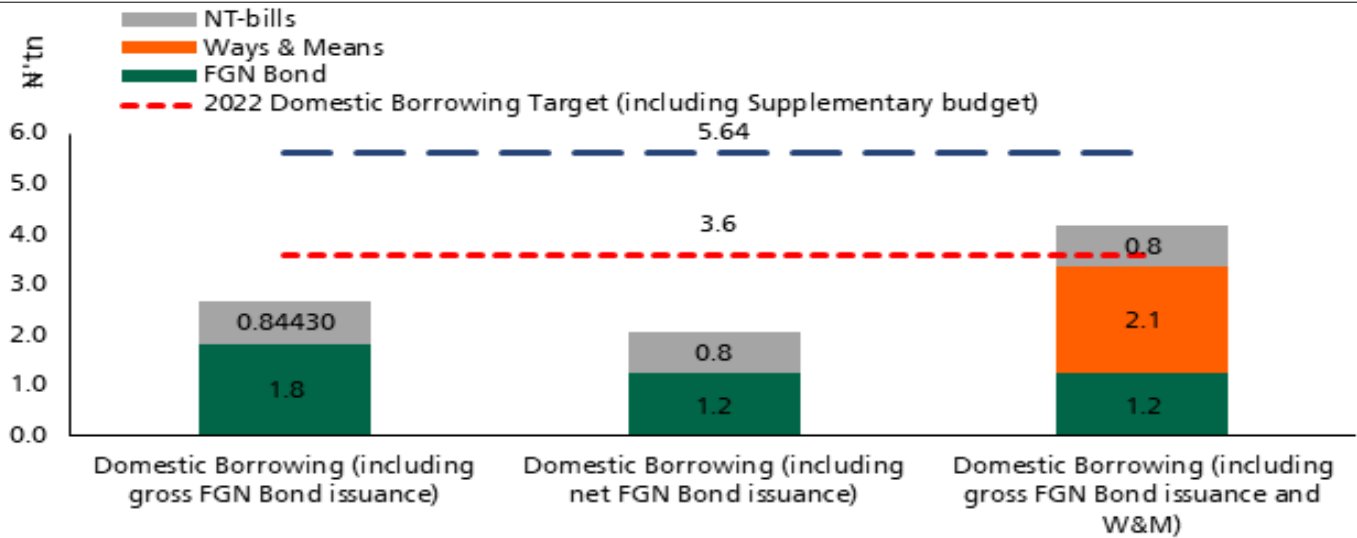 NT-bills
Ways & Means
FGN Bond
2022 Domestic Borrowing Target (including Supplementary budget)
₦'tn
6.0
5.0
4.0
3.0
2.0
1.0
0.0
5.64
3.6
0.84430
1.8
0.8
1.2
0.8
2.1
1.2
Domestic Borrowing (including
gross FGN Bond issuance)
Domestic Borrowing (including
net FGN Bond issuance)
Domestic Borrowing (including
gross FGN Bond issuance and
W&M)